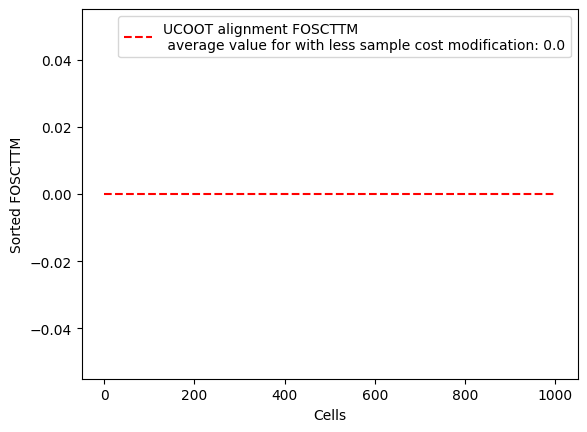 UCOOT alignment FOSCTTM
average value for with less sample cost modification: 0.0
0.04
0.02
0.00
−0.02
−0.04
Sorted FOSCTTM
0
200
400
600
800
1000
Cells